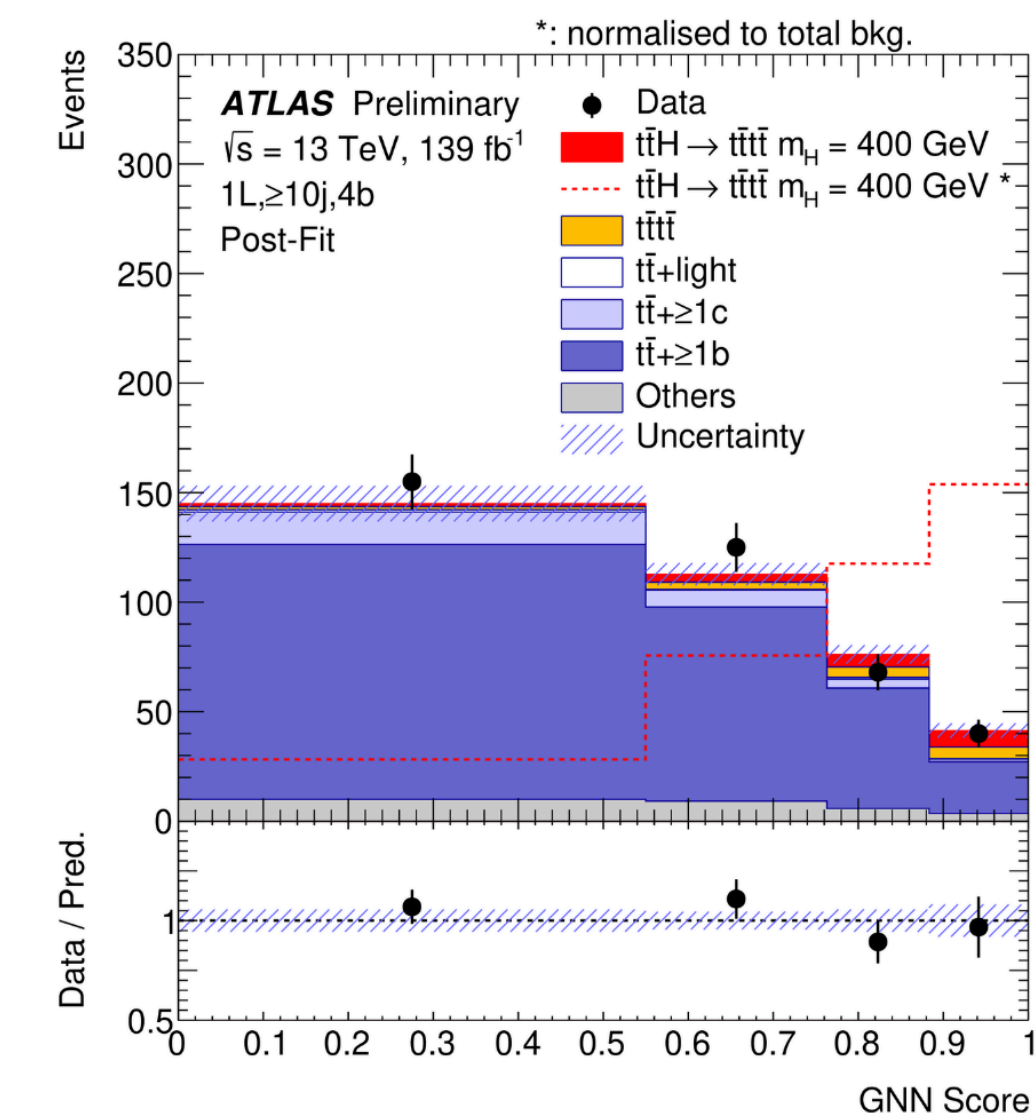 *: normalised to total bkg.
Events
350
300
250
200
150
100
50
0
ATLAS Preliminary
√s = 13 TeV, 139 fb⁻¹
1L,≥10j,4b
Post-Fit
Data
tt̄H → tt̄tt̄ m_H = 400 GeV
tt̄H → tt̄tt̄ m_H = 400 GeV *
tt̄tt̄
tt̄+light
tt̄+≥1c
tt̄+≥1b
Others
Uncertainty
Data / Pred.
1
0.5
0 0.1 0.2 0.3 0.4 0.5 0.6 0.7 0.8 0.9 1
GNN Score